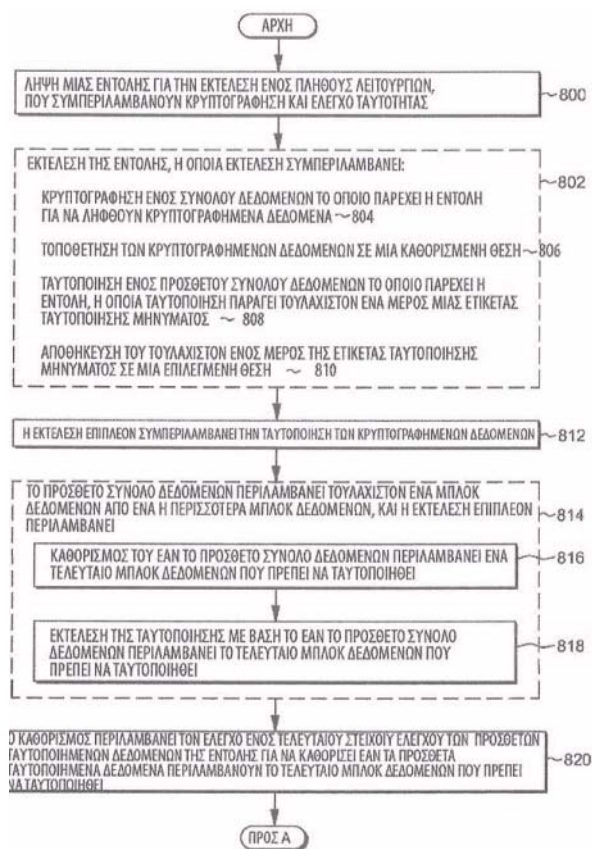 ΑΡΧΗ
ΛΗΨΗ ΜΙΑΣ ΕΝΤΟΛΗΣ ΓΙΑ ΤΗΝ ΕΚΤΕΛΕΣΗ ΕΝΟΣ ΠΛΗΘΟΥΣ ΛΕΙΤΟΥΡΓΙΩΝ,
ΠΟΥ ΣΥΜΠΕΡΙΛΑΜΒΑΝΟΥΝ ΚΡΥΠΤΟΓΡΑΦΗΣΗ ΚΑΙ ΕΛΕΓΧΟ ΤΑΥΤΟΤΗΤΑΣ
800
ΕΚΤΕΛΕΣΗ ΤΗΣ ΕΝΤΟΛΗΣ, Η ΟΠΟΙΑ ΕΚΤΕΛΕΣΗ ΣΥΜΠΕΡΙΛΑΜΒΑΝΕΙ:
802
ΚΡΥΠΤΟΓΡΑΦΗΣΗ ΕΝΟΣ ΣΥΝΟΛΟΥ ΔΕΔΟΜΕΝΩΝ ΤΟ ΟΠΟΙΟ ΠΑΡΕΧΕΙ Η ΕΝΤΟΛΗ
ΓΙΑ ΝΑ ΛΗΦΘΟΥΝ ΚΡΥΠΤΟΓΡΑΦΗΜΕΝΑ ΔΕΔΟΜΕΝΑ ~ 804
ΤΟΠΟΘΕΤΗΣΗ ΤΩΝ ΚΡΥΠΤΟΓΡΑΦΗΜΕΝΩΝ ΔΕΔΟΜΕΝΩΝ ΣΕ ΜΙΑ ΚΑΘΟΡΙΣΜΕΝΗ ΘΕΣΗ ~ 806
ΤΑΥΤΟΠΟΙΗΣΗ ΕΝΟΣ ΠΡΟΣΘΕΤΟΥ ΣΥΝΟΛΟΥ ΔΕΔΟΜΕΝΩΝ ΤΟ ΟΠΟΙΟ ΠΑΡΕΧΕΙ Η
ΕΝΤΟΛΗ, Η ΟΠΟΙΑ ΤΑΥΤΟΠΟΙΗΣΗ ΠΑΡΑΓΕΙ ΤΟΥΛΑΧΙΣΤΟΝ ΕΝΑ ΜΕΡΟΣ ΜΙΑΣ ΕΤΙΚΕΤΑΣ
ΤΑΥΤΟΠΟΙΗΣΗΣ ΜΗΝΥΜΑΤΟΣ ~ 808
ΑΠΟΘΗΚΕΥΣΗ ΤΟΥ ΤΟΥΛΑΧΙΣΤΟΝ ΕΝΟΣ ΜΕΡΟΣ ΤΗΣ ΕΤΙΚΕΤΑΣ ΤΑΥΤΟΠΟΙΗΣΗΣ
ΜΗΝΥΜΑΤΟΣ ΣΕ ΜΙΑ ΕΠΙΛΕΓΜΕΝΗ ΘΕΣΗ ~ 810
Η ΕΚΤΕΛΕΣΗ ΕΠΙΠΛΕΟΝ ΣΥΜΠΕΡΙΛΑΜΒΑΝΕΙ ΤΗΝ ΤΑΥΤΟΠΟΙΗΣΗ ΤΩΝ ΚΡΥΠΤΟΓΡΑΦΗΜΕΝΩΝ ΔΕΔΟΜΕΝΩΝ
812
ΤΟ ΠΡΟΣΘΕΤΟ ΣΥΝΟΛΟ ΔΕΔΟΜΕΝΩΝ ΠΕΡΙΛΑΜΒΑΝΕΙ ΤΟΥΛΑΧΙΣΤΟΝ ΕΝΑ ΜΠΛΟΚ
ΔΕΔΟΜΕΝΩΝ ΑΠΟ ΕΝΑ Η ΠΕΡΙΣΣΟΤΕΡΑ ΜΠΛΟΚ ΔΕΔΟΜΕΝΩΝ, ΚΑΙ Η ΕΚΤΕΛΕΣΗ ΕΠΙΠΛΕΟΝ
ΠΕΡΙΛΑΜΒΑΝΕΙ
814
ΚΑΘΟΡΙΣΜΟΣ ΤΟΥ ΕΑΝ ΤΟ ΠΡΟΣΘΕΤΟ ΣΥΝΟΛΟ ΔΕΔΟΜΕΝΩΝ ΠΕΡΙΛΑΜΒΑΝΕΙ ΕΝΑ
ΤΕΛΕΥΤΑΙΟ ΜΠΛΟΚ ΔΕΔΟΜΕΝΩΝ ΠΟΥ ΠΡΕΠΕΙ ΝΑ ΤΑΥΤΟΠΟΙΗΘΕΙ
816
ΕΚΤΕΛΕΣΗ ΤΗΣ ΤΑΥΤΟΠΟΙΗΣΗΣ ΜΕ ΒΑΣΗ ΤΟ ΕΑΝ ΤΟ ΠΡΟΣΘΕΤΟ ΣΥΝΟΛΟ
ΔΕΔΟΜΕΝΩΝ ΠΕΡΙΛΑΜΒΑΝΕΙ ΤΟ ΤΕΛΕΥΤΑΙΟ ΜΠΛΟΚ ΔΕΔΟΜΕΝΩΝ ΠΟΥ
ΠΡΕΠΕΙ ΝΑ ΤΑΥΤΟΠΟΙΗΘΕΙ
818
Ο ΚΑΘΟΡΙΣΜΟΣ ΠΕΡΙΛΑΜΒΑΝΕΙ ΤΟΝ ΕΛΕΓΧΟ ΕΝΟΣ ΤΕΛΕΥΤΑΙΟΥ ΣΤΕΙΧΟΙΥ ΕΛΕΓΧΟΥ ΤΩΝ ΠΡΟΣΘΕΤΩΝ
ΤΑΥΤΟΠΟΙΗΜΕΝΩΝ ΔΕΔΟΜΕΝΩΝ ΤΗΣ ΕΝΤΟΛΗΣ ΓΙΑ ΝΑ ΚΑΘΟΡΙΣΕΙ ΕΑΝ ΤΑ ΠΡΟΣΘΕΤΑ
ΤΑΥΤΟΠΟΙΗΜΕΝΑ ΔΕΔΟΜΕΝΑ ΠΕΡΙΛΑΜΒΑΝΟΥΝ ΤΟ ΤΕΛΕΥΤΑΙΟ ΜΠΛΟΚ ΔΕΔΟΜΕΝΩΝ ΠΟΥ ΠΡΕΠΕΙ
ΝΑ ΤΑΥΤΟΠΟΙΗΘΕΙ
820
ΠΡΟΣ Α